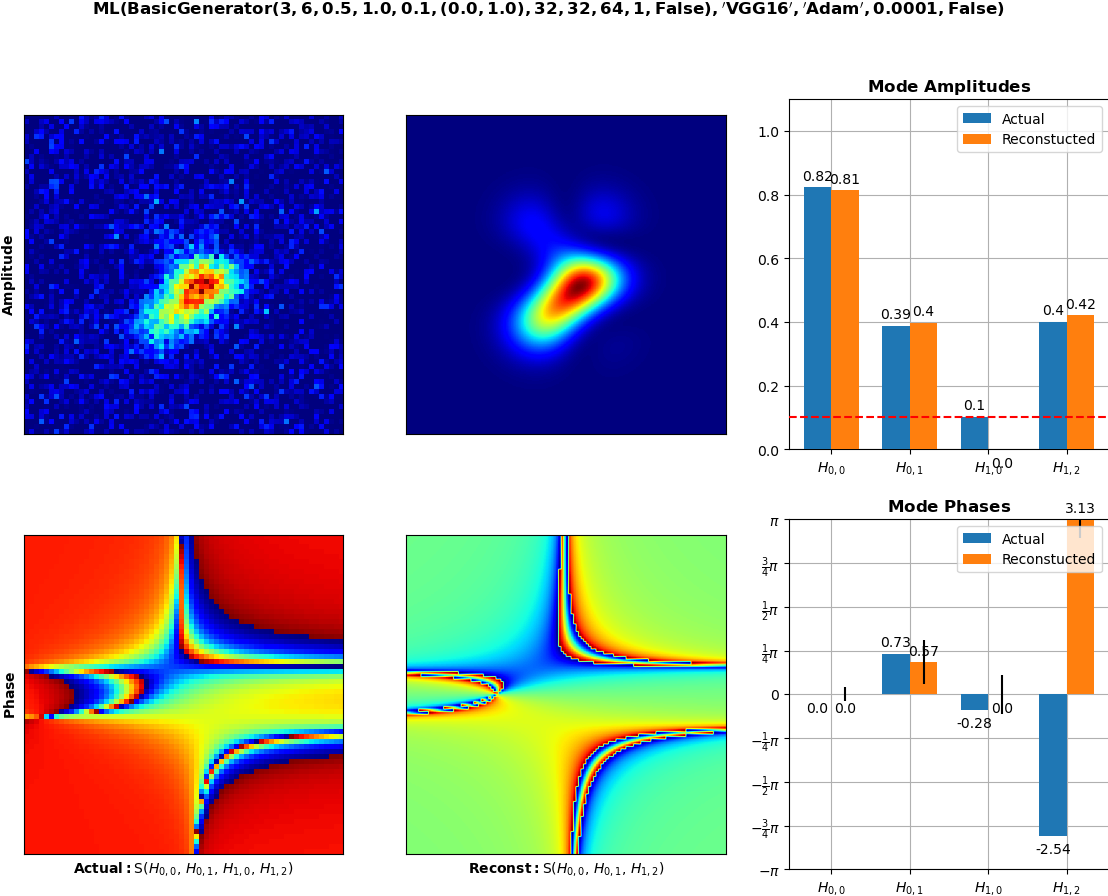 ML(BasicGenerator(3, 6, 0.5, 1.0, 0.1, (0.0, 1.0), 32, 32, 64, 1, False), 'VGG16', 'Adam', 0.0001, False)
Mode Amplitudes
Amplitude
Actual
Reconstucted
1.0
0.8
0.6
0.4
0.2
0.0
0.82
0.81
0.39
0.4
0.1
0.0
0.4
0.42
H0,0
H0,1
H1,0
H1,2
Phase
Actual: S(H0,0, H0,1, H1,0, H1,2)
Reconst: S(H0,0, H0,1, H1,2)
Mode Phases
Actual
Reconstucted
π
3/4π
1/2π
1/4π
0
−1/4π
−1/2π
−3/4π
−π
0.0
0.0
0.73
0.57
-0.28
0.0
-2.54
3.13
H0,0
H0,1
H1,0
H1,2